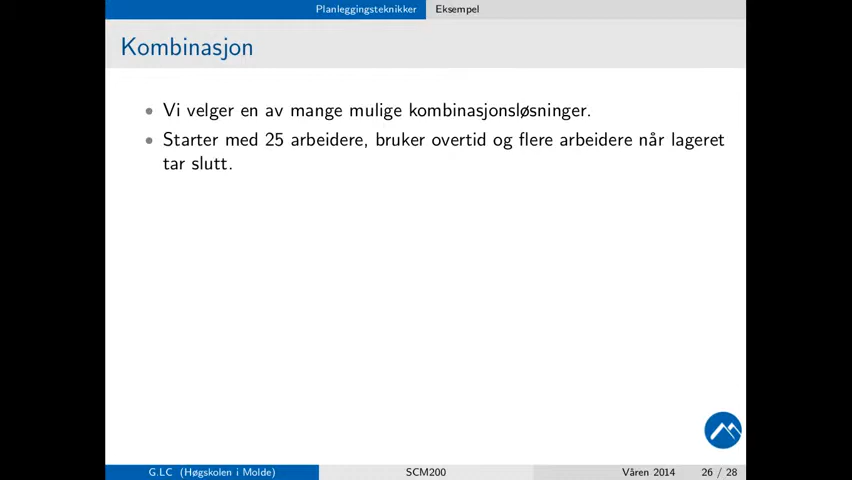 Planleggingsteknikker Eksempel
Kombinasjon
Vi velger en av mange mulige kombinasjonsløsninger.
Starter med 25 arbeidere, bruker overtid og flere arbeidere når lageret
tar slutt.
G.LC (Høgskolen i Molde) SCM200 Våren 2014 26 / 28